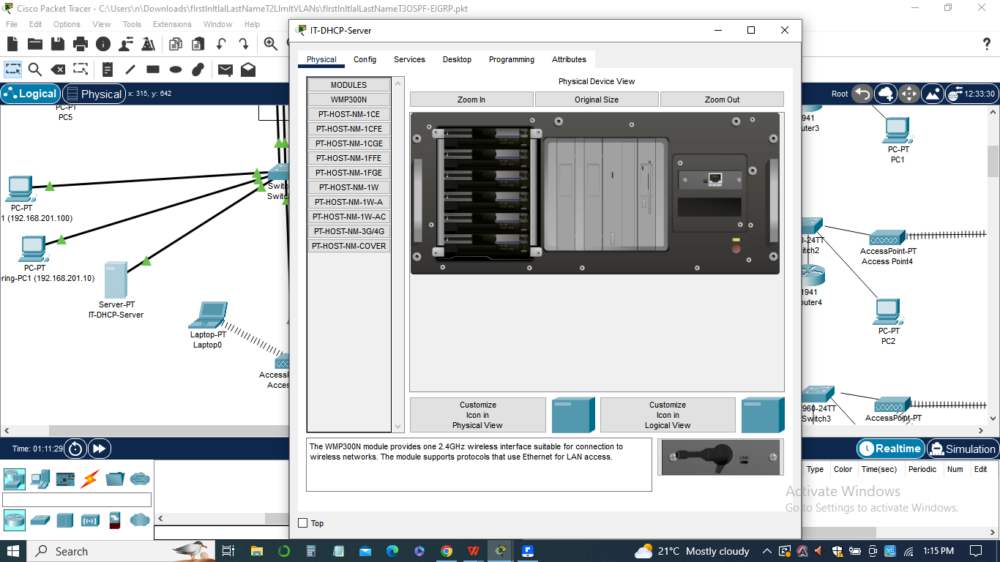 Cisco Packet Tracer - C:\Users\n\Downloads\fIrstInItIalLastNameT2LImItVLANs\fIrstInItIalLastNameT3OSPF-EIGRP.pkt
File Edit Options View Tools Extensions Window Help
IT-DHCP-Server
Physical Config Services Desktop Programming Attributes
Logical Physical x: 315, y: 642
Root 12:33:30
MODULES
WMP300N
PT-HOST-NM-1CE
PT-HOST-NM-1CFE
PT-HOST-NM-1CGE
PT-HOST-NM-1FFE
PT-HOST-NM-1FGE
PT-HOST-NM-1W
PT-HOST-NM-1W-A
PT-HOST-NM-1W-AC
PT-HOST-NM-3G/4G
PT-HOST-NM-COVER
Physical Device View
Zoom In Original Size Zoom Out
Customize
Icon in
Physical View
Customize
Icon in
Logical View
The WMP300N module provides one 2.4GHz wireless interface suitable for connection to
wireless networks. The module supports protocols that use Ethernet for LAN access.
LINK
Top
PC-PT
PC5
Switc
Switc
PC-PT
1 (192.168.201.100)
PC-PT
ring-PC1 (192.168.201.10)
Server-PT
IT-DHCP-Server
Laptop-PT
Laptop0
AccessP
Acces
941
uter3
PC-PT
PC1
0-24TT
itch2
AccessPoint-PT
Access Point4
1941
outer4
PC-PT
PC2
960-24TT
Switch3
AccessPoint-PT
Time: 01:11:29
Realtime Simulation
Type Color Time(sec) Periodic Num Edit
Activate Windows
Go to Settings to activate Windows.
Search
21°C Mostly cloudy
1:15 PM